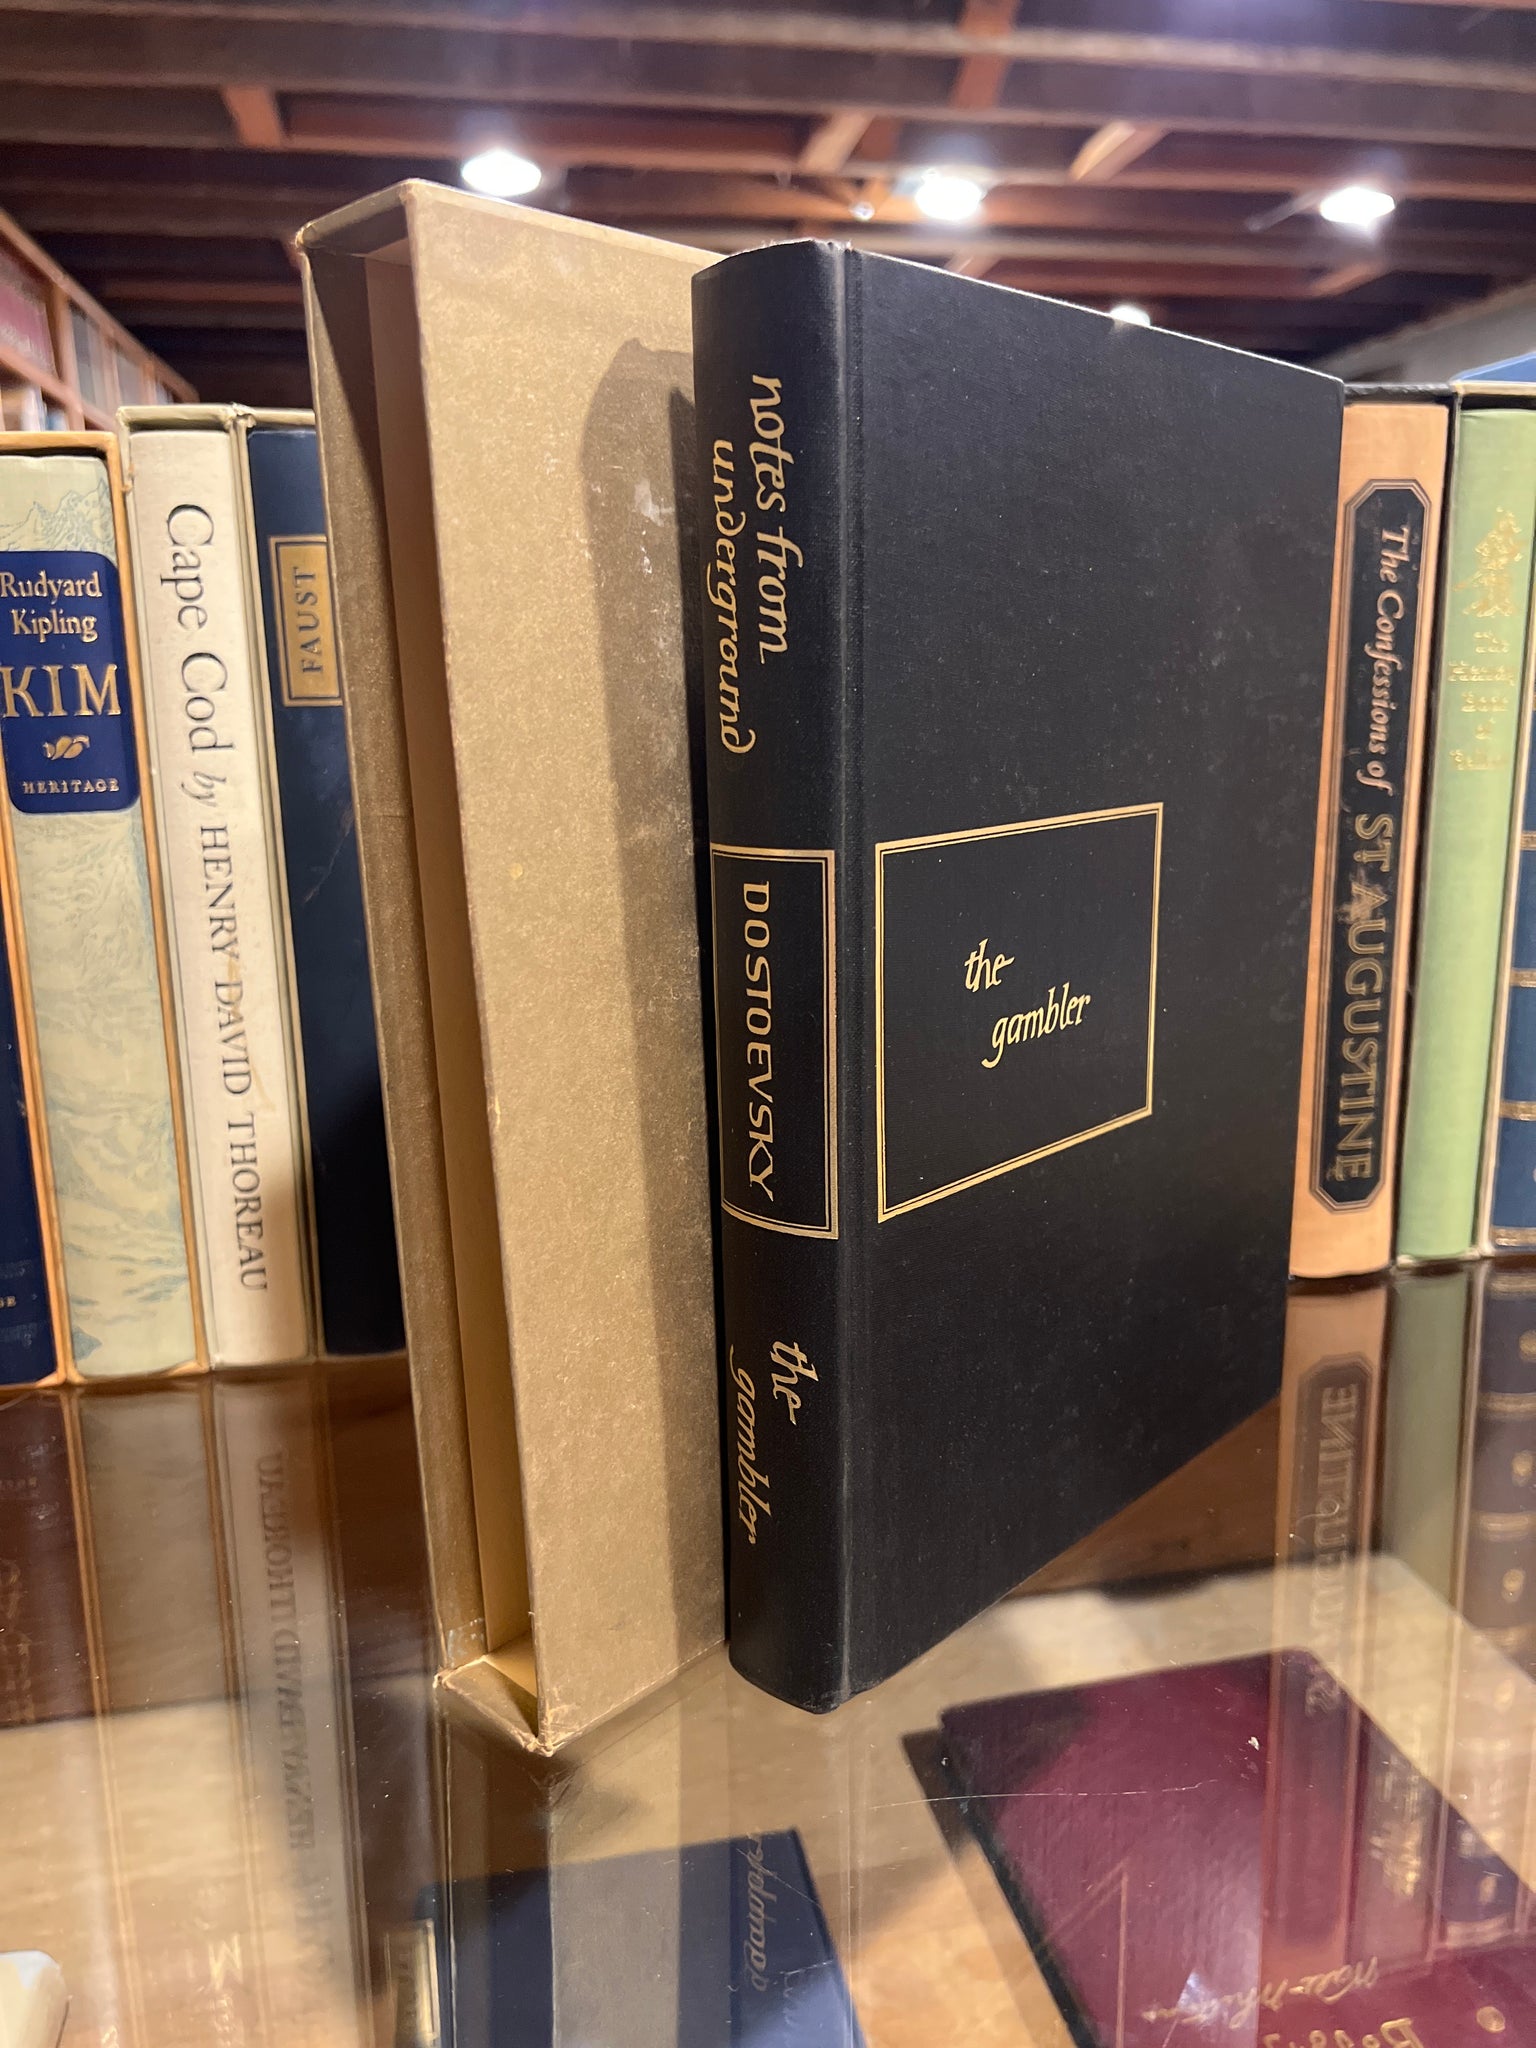 Rudyard
Kipling
KIM
HERITAGE
Cape Cod by HENRY DAVID THOREAU
FAUST
notes from
underground
DOSTOEVSKY
the
gambler
the
gambler
The Confessions of ST. AUGUSTINE